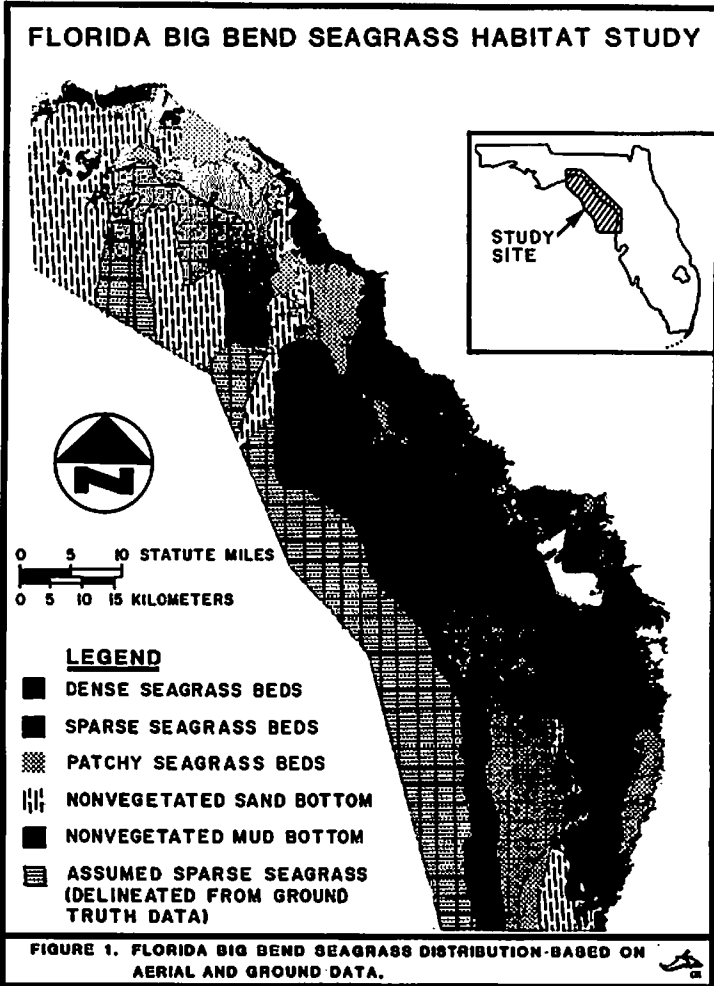 FLORIDA BIG BEND SEAGRASS HABITAT STUDY
STUDY
SITE
N
0 5 10 STATUTE MILES
0 5 10 15 KILOMETERS
LEGEND
DENSE SEAGRASS BEDS
SPARSE SEAGRASS BEDS
PATCHY SEAGRASS BEDS
NONVEGETATED SAND BOTTOM
NONVEGETATED MUD BOTTOM
ASSUMED SPARSE SEAGRASS
(DELINEATED FROM GROUND
TRUTH DATA)
FIGURE 1. FLORIDA BIG BEND SEAGRASS DISTRIBUTION-BASED ON
AERIAL AND GROUND DATA.